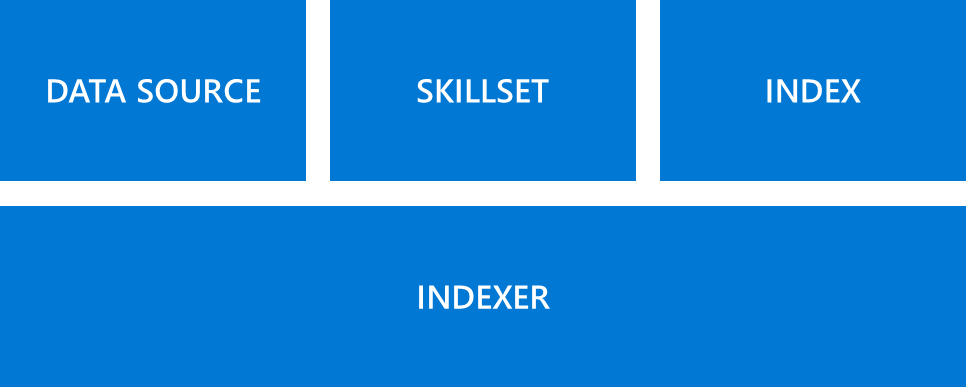 DATA SOURCE
SKILLSET
INDEX
INDEXER